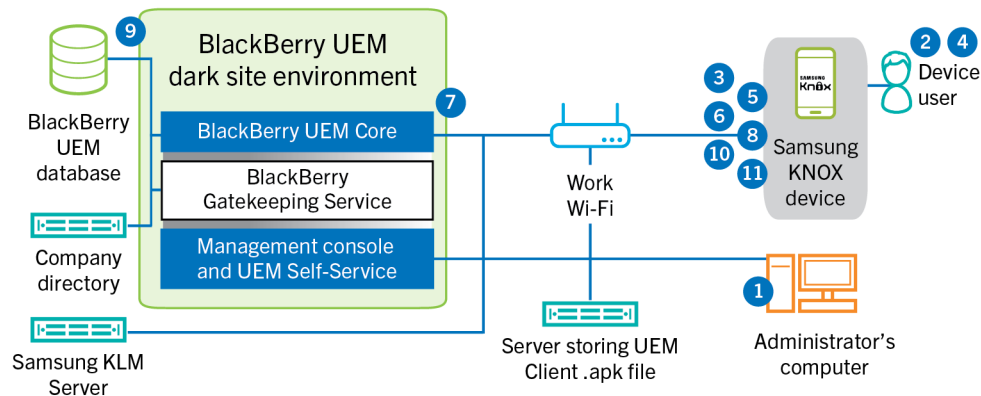 9
BlackBerry UEM
dark site environment
BlackBerry
UEM
database
7
BlackBerry UEM Core
BlackBerry
Gatekeeping Service
Management console
and UEM Self-Service
Company
directory
Samsung KLM
Server
Work
Wi-Fi
Server storing UEM
Client .apk file
3
5
6
8
10
11
SAMSUNG
Knox
Samsung
KNOX
device
2
4
Device
user
1
Administrator's
computer